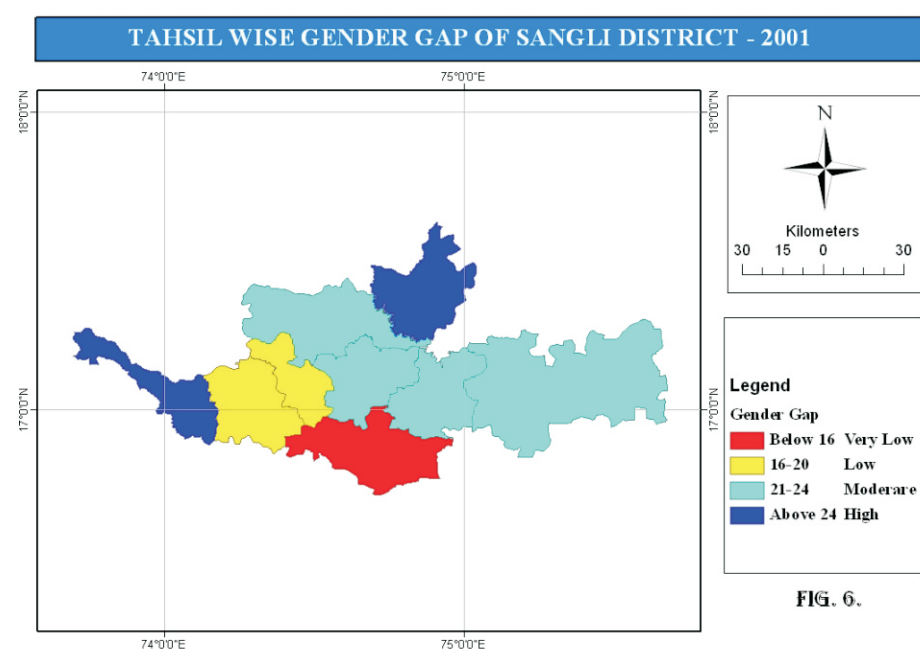 TAHSIL WISE GENDER GAP OF SANGLI DISTRICT - 2001
74°0'0"E 75°0'0"E
18°0'0"N 18°0'0"N
N
Kilometers
30 15 0 30
17°0'0"N 17°0'0"N
Legend
Gender Gap
Below 16 Very Low
16-20 Low
21-24 Moderare
Above 24 High
FIG. 6.
74°0'0"E 75°0'0"E